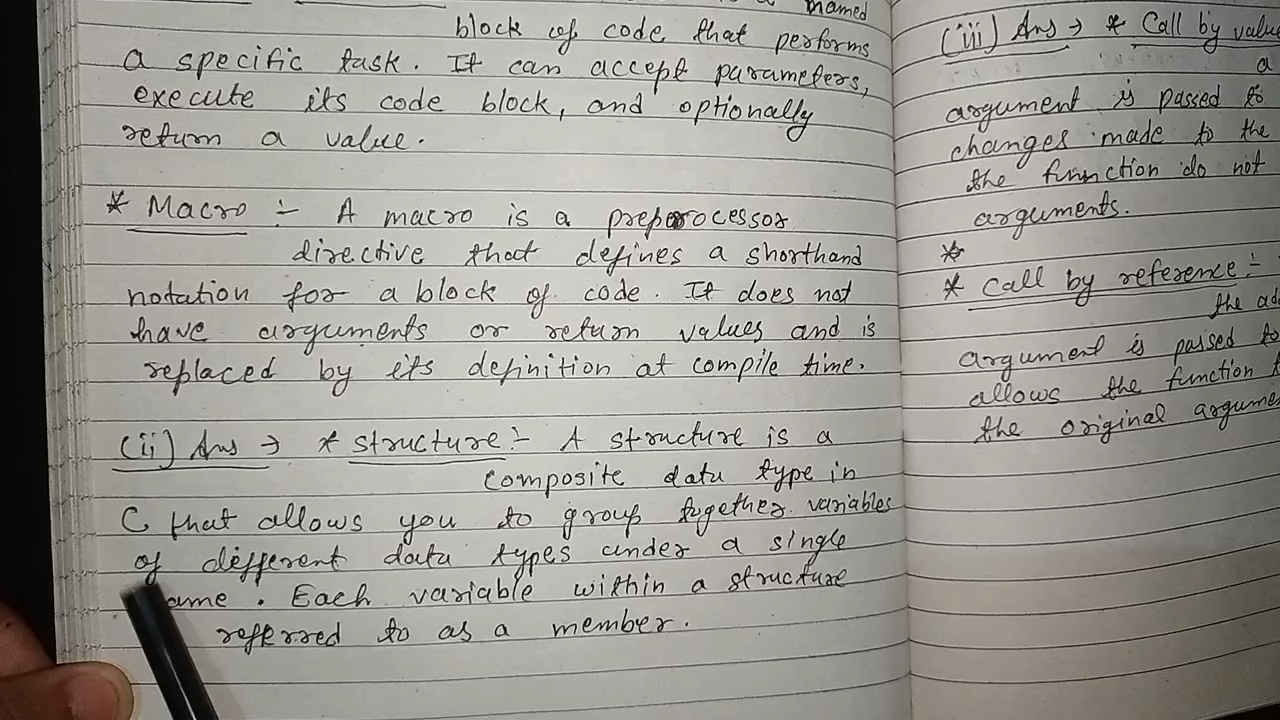 named
block of code that performs
a specific task. It can accept parameters,
execute its code block, and optionally
return a value.
* Macro :- A macro is a preprocessor
directive that defines a shorthand
notation for a block of code. It does not
have arguments or return values and is
replaced by its definition at compile time.
(ii) Ans → * structure :- A structure is a
composite data type in
C that allows you to group together variables
of different data types under a single
ame. Each variable within a structure
referred to as a member.
(iii) Ans → * Call by value
a
argument is passed to
changes made to the
the function do not
arguments.
*
* Call by reference :-
the ad
argument is passed to
allows the function
the original argume